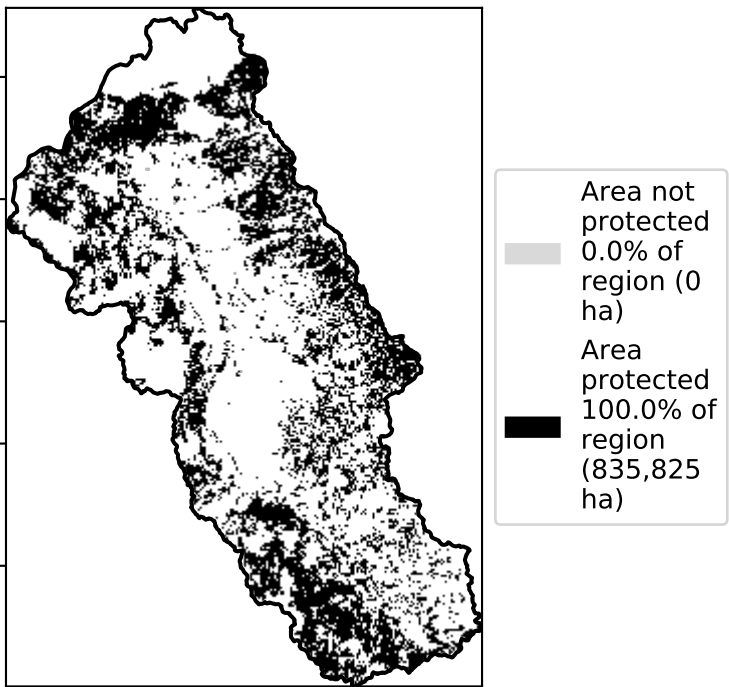 Area not
protected
0.0% of
region (0
ha)
Area
protected
100.0% of
region
(835,825
ha)